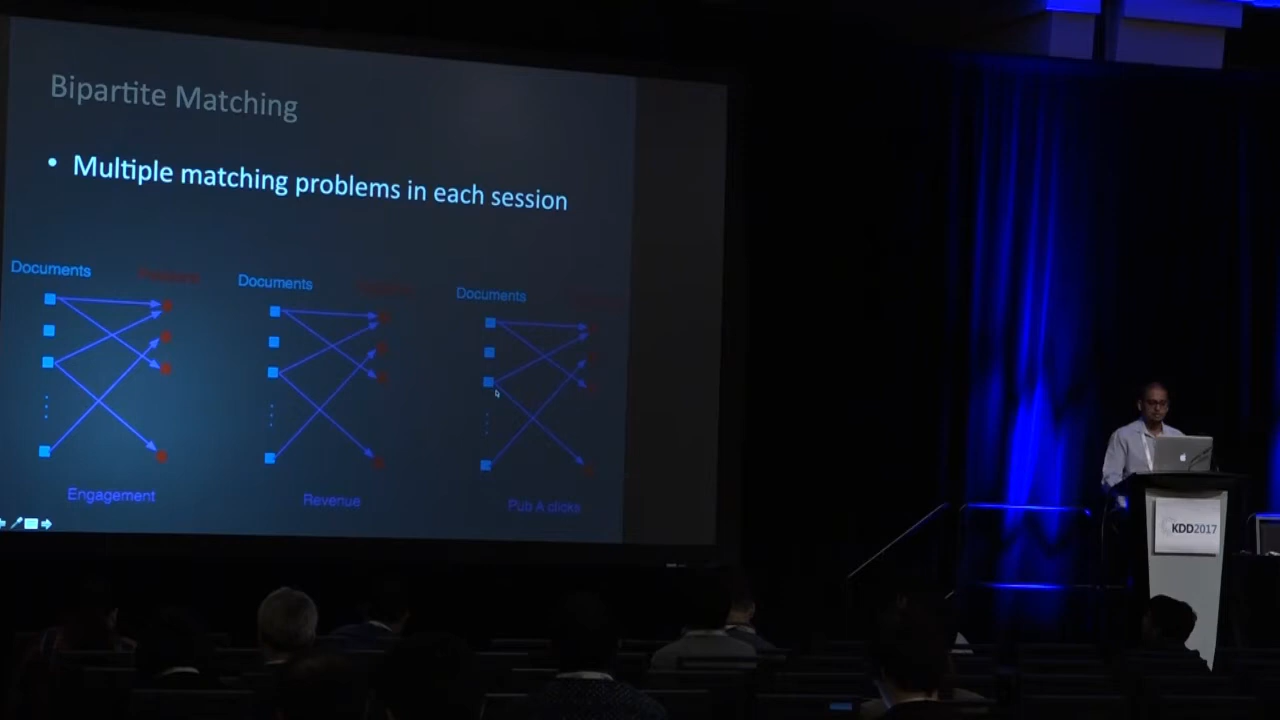 Bipartite Matching
• Multiple matching problems in each session
Documents
Documents
Documents
Engagement
Revenue
Pub A clicks
KDD2017